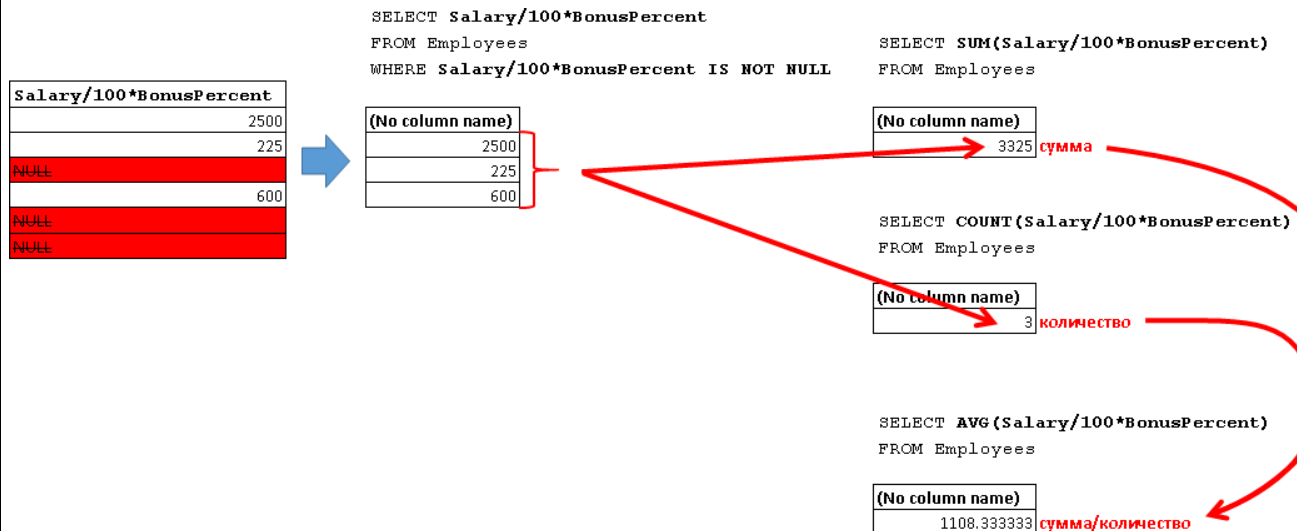 SELECT Salary/100*BonusPercent
FROM Employees
WHERE Salary/100*BonusPercent IS NOT NULL
Salary/100*BonusPercent
2500
225
NULL
600
NULL
NULL
(No column name)
2500
225
600
SELECT SUM(Salary/100*BonusPercent)
FROM Employees
(No column name)
3325 сумма
SELECT COUNT(Salary/100*BonusPercent)
FROM Employees
(No column name)
3 количество
SELECT AVG(Salary/100*BonusPercent)
FROM Employees
(No column name)
1108.333333 сумма/количество